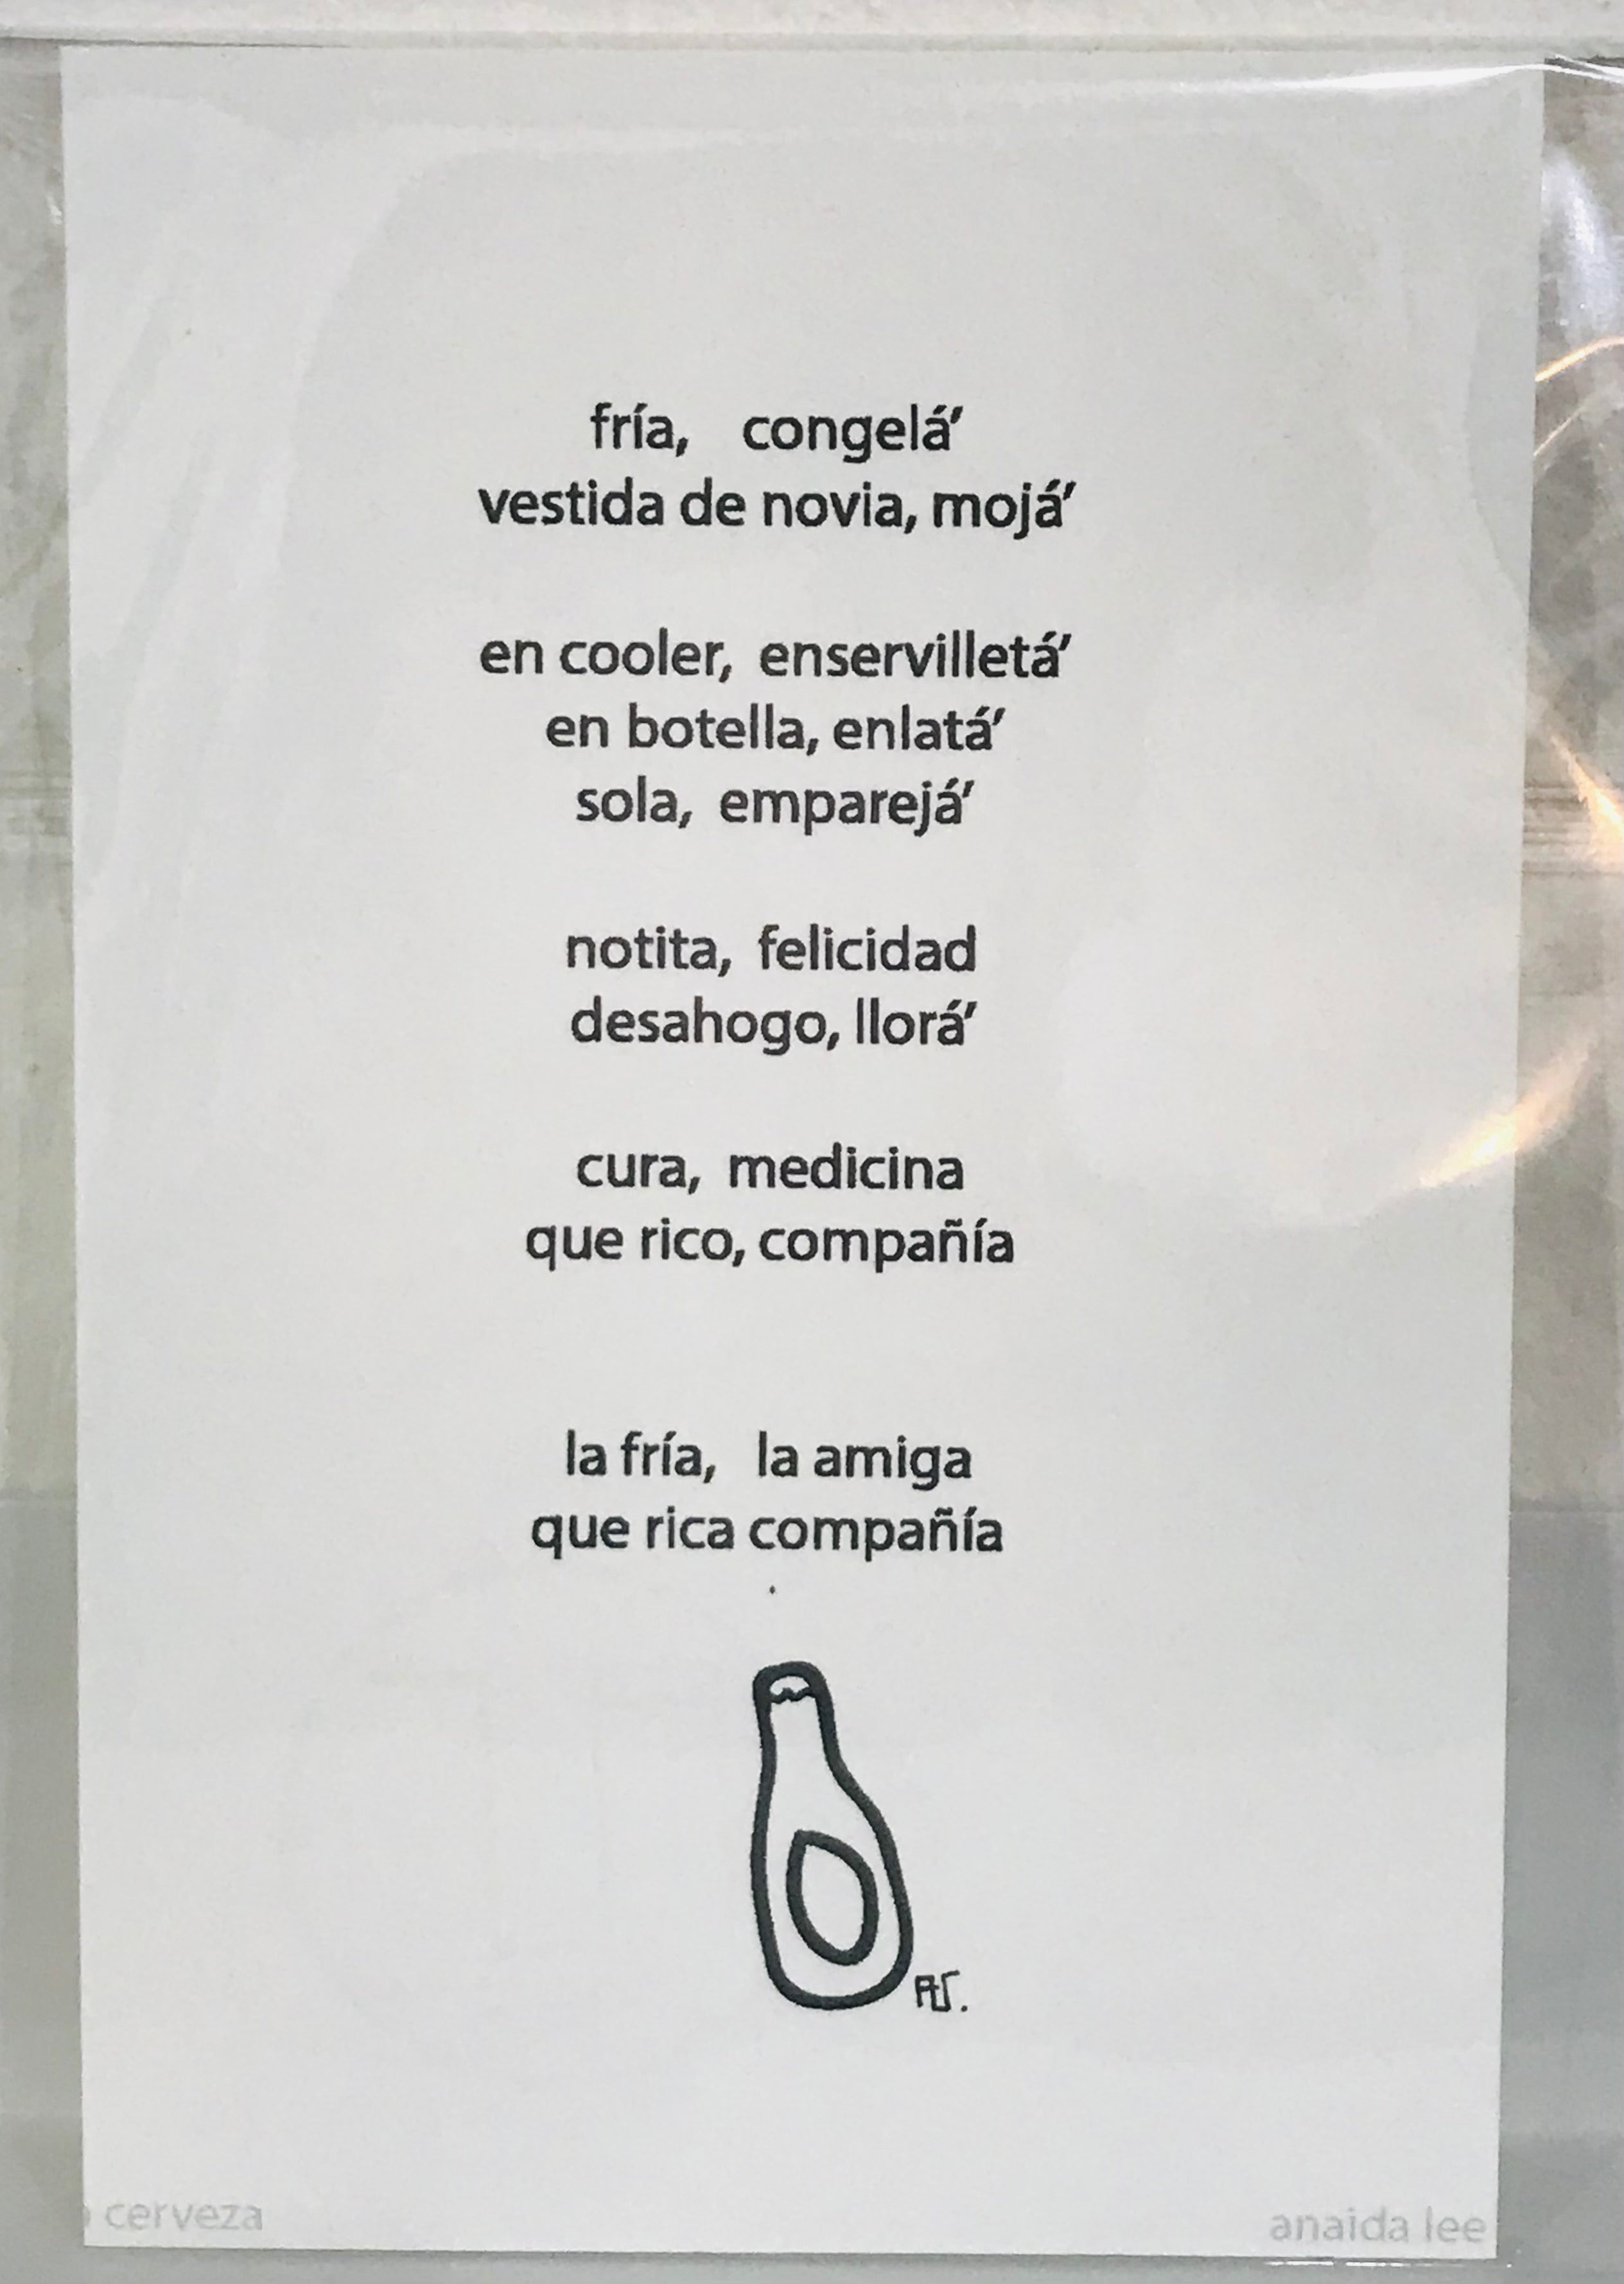 fría, congelá'
vestida de novia, mojá'
en cooler, enservilletá'
en botella, enlatá'
sola, emparejá'
notita, felicidad
desahogo, llorá'
cura, medicina
que rico, compañía
la fría, la amiga
que rica compañía
cerveza
anaida lee